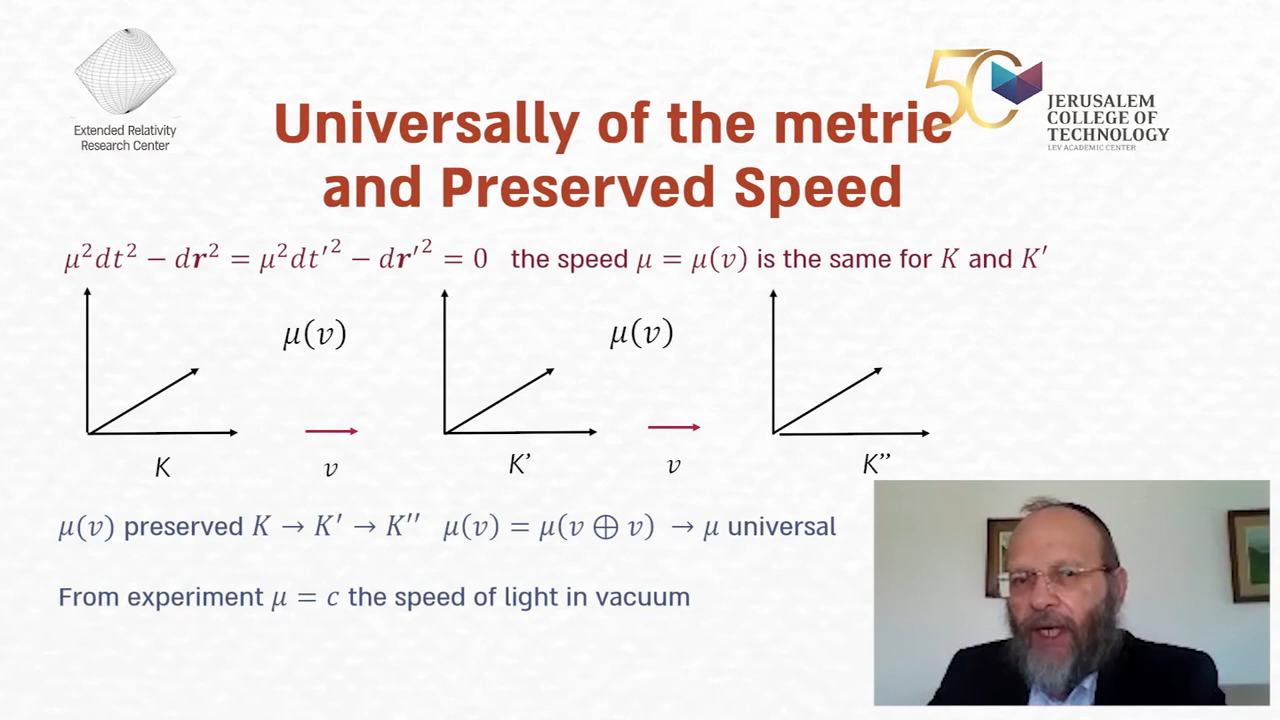 Extended Relativity
Research Center
50
JERUSALEM
COLLEGE OF
TECHNOLOGY
LEV ACADEMIC CENTER
Universally of the metric
and Preserved Speed
μ²dt² − d𝒓² = μ²dt′² − d𝒓′² = 0 the speed μ = μ(v) is the same for K and K′
μ(v) μ(v)
K v K’ v K”
μ(v) preserved K → K′ → K′′ μ(v) = μ(v ⊕ v) → μ universal
From experiment μ = c the speed of light in vacuum